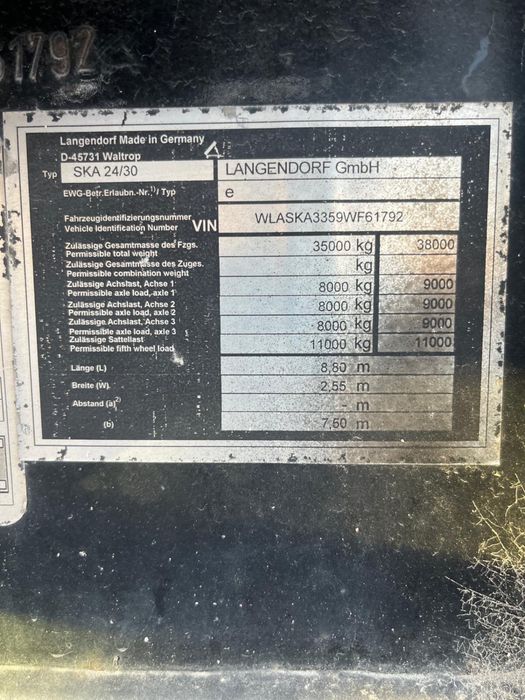 61792
Langendorf Made in Germany
D-45731 Waltrop
Typ SKA 24/30 LANGENDORF GmbH
EWG-Betr.Erlaubn.-Nr.¹⁾/ Typ e
Fahrzeugidentifizierungsnummer
Vehicle Identification Number VIN WLASKA3359WF61792
Zulässige Gesamtmasse des Fzgs. 35000 kg 38000
Permissible total weight
Zulässige Gesamtmasse des Zuges. kg
Permissible combination weight
Zulässige Achslast, Achse 1 8000 kg 9000
Permissible axle load, axle 1
Zulässige Achslast, Achse 2 8000 kg 9000
Permissible axle load, axle 2
Zulässige Achslast, Achse 3 8000 kg 9000
Permissible axle load, axle 3
Zulässige Sattellast 11000 kg 11000
Permissible fifth wheel load
Länge (L) 8,80 m
Breite (W) 2,55 m
Abstand (a)²⁾ - m
(b) 7,50 m